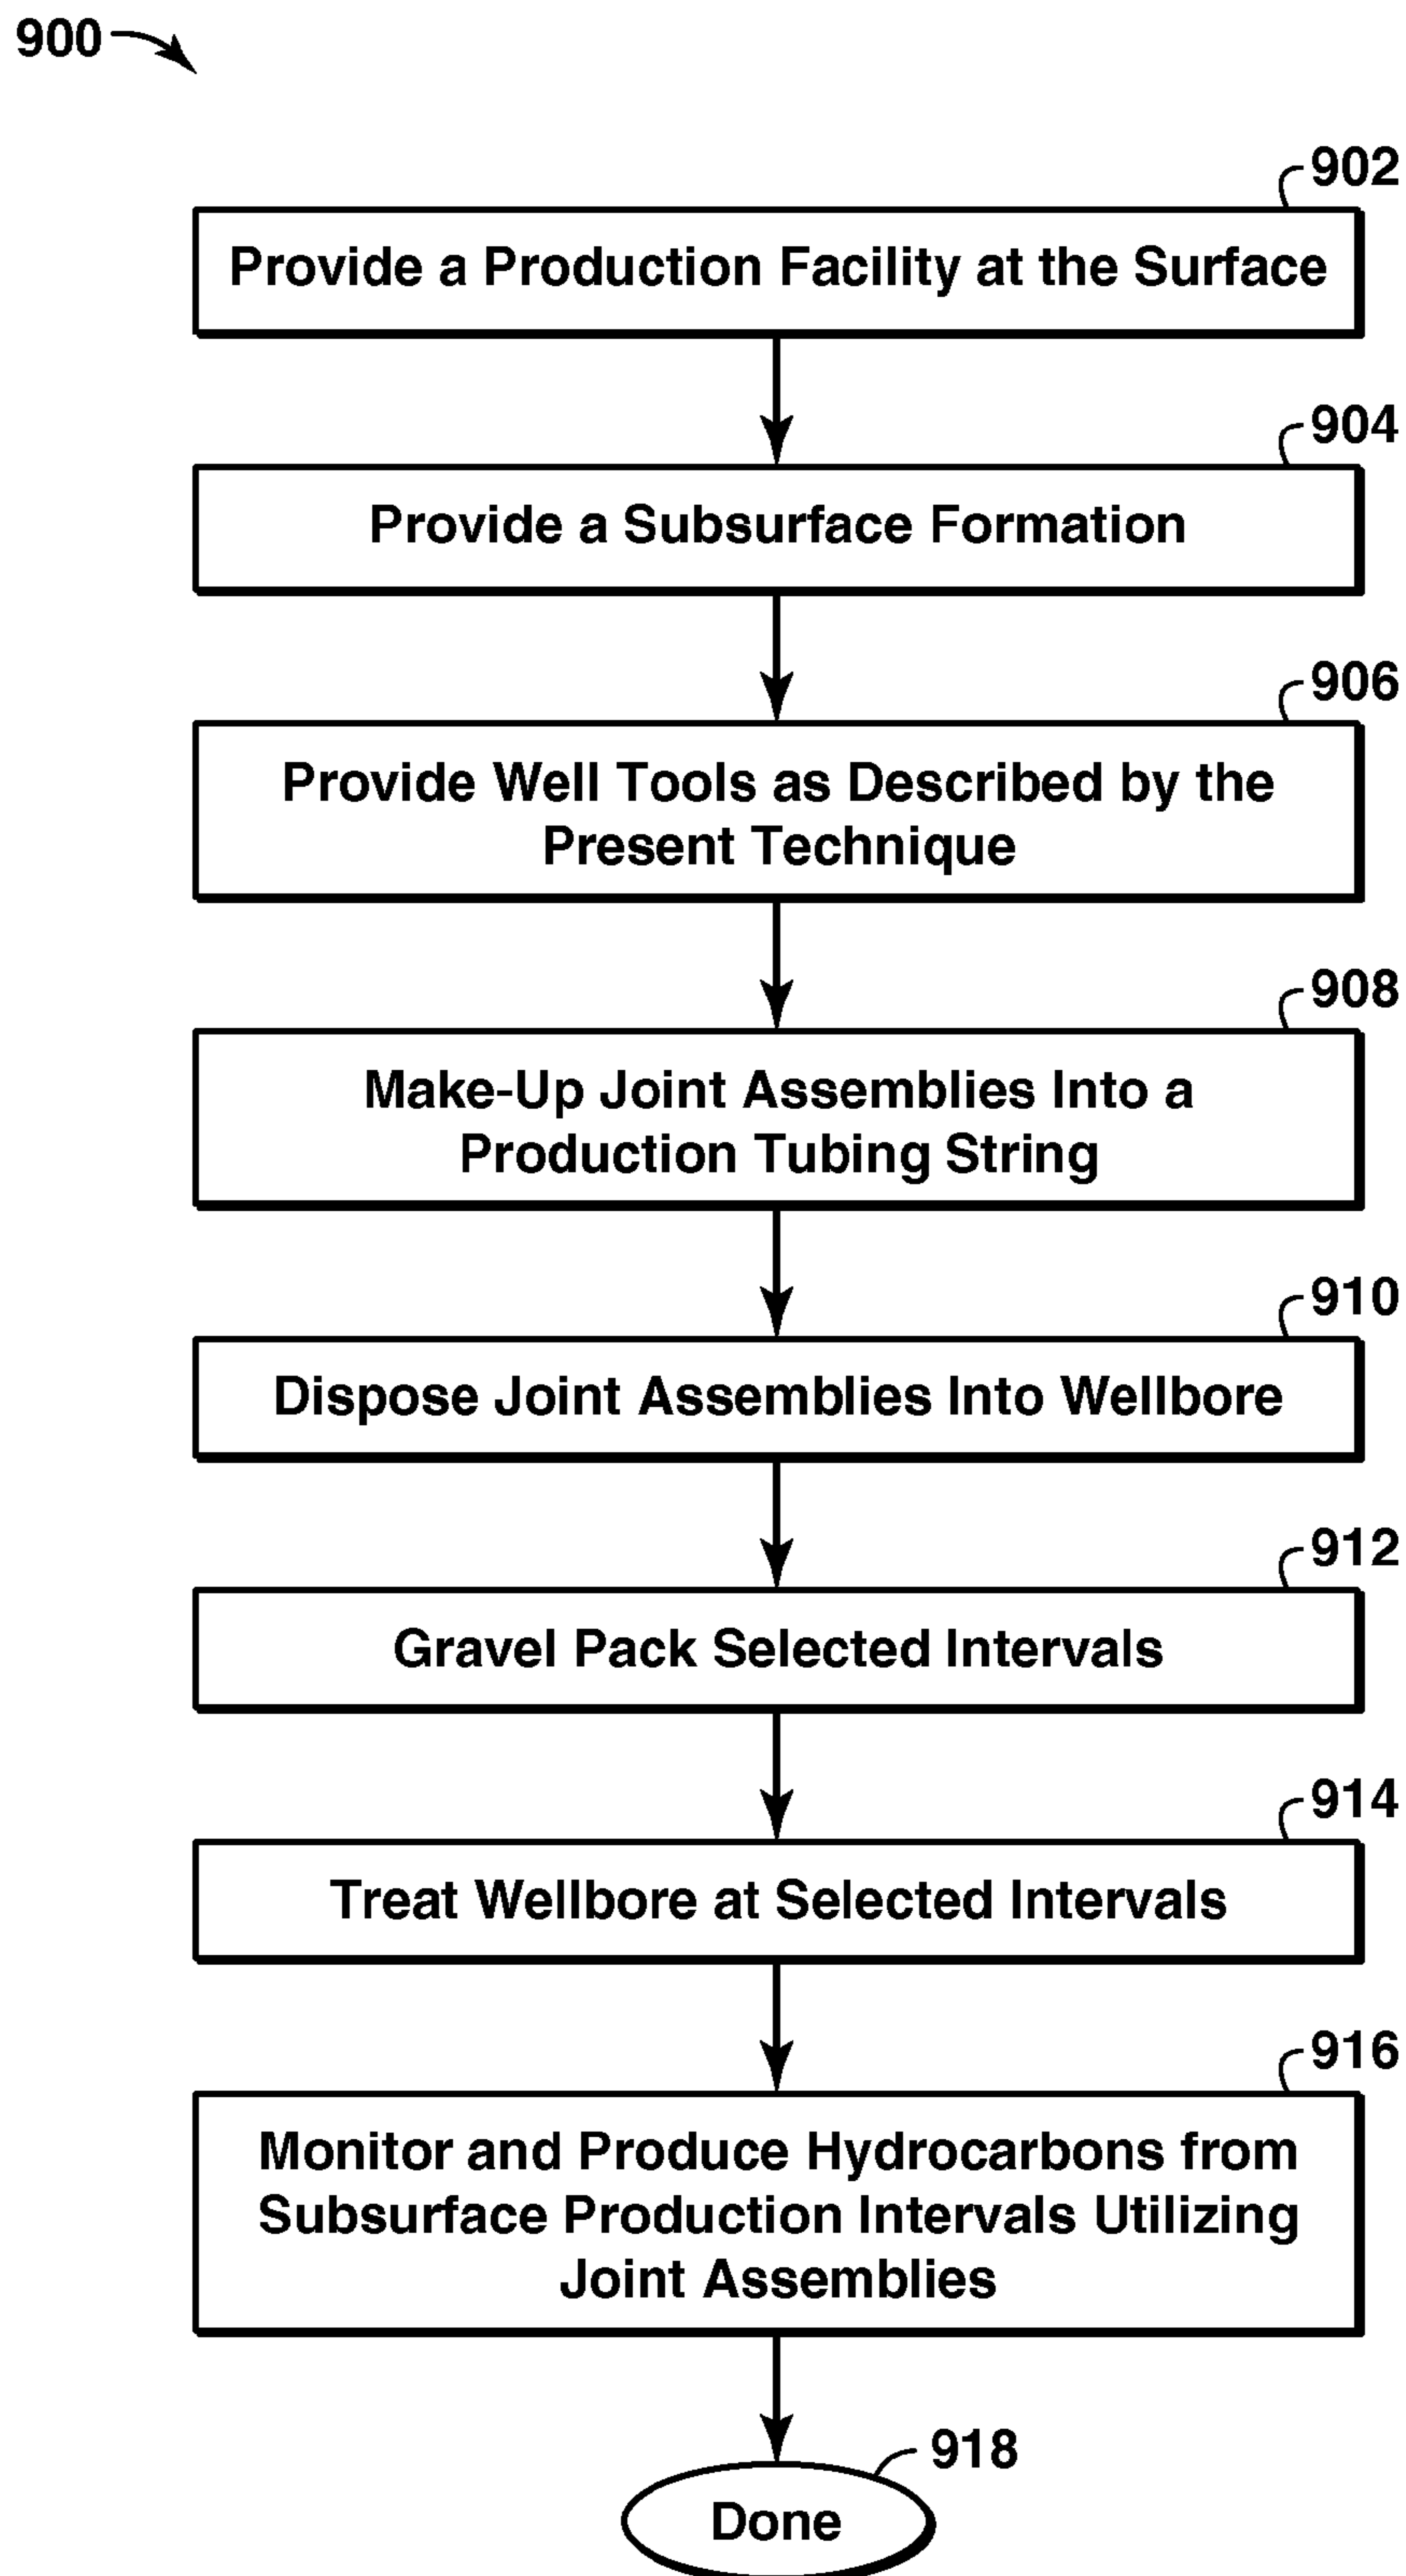 900
902
Provide a Production Facility at the Surface
904
Provide a Subsurface Formation
906
Provide Well Tools as Described by the
Present Technique
908
Make-Up Joint Assemblies Into a
Production Tubing String
910
Dispose Joint Assemblies Into Wellbore
912
Gravel Pack Selected Intervals
914
Treat Wellbore at Selected Intervals
916
Monitor and Produce Hydrocarbons from
Subsurface Production Intervals Utilizing
Joint Assemblies
918
Done